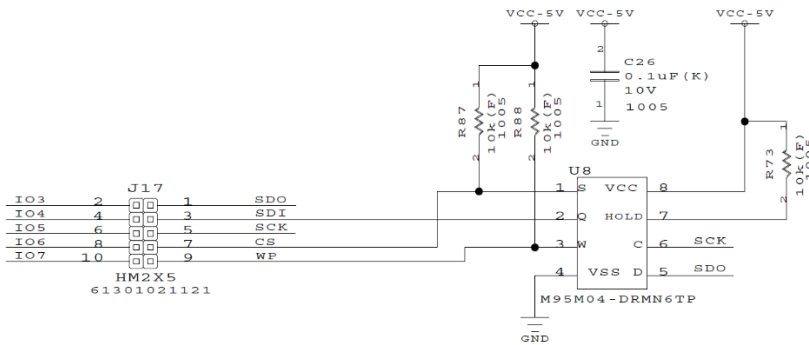 VCC-5V VCC-5V VCC-5V
2
C26
0.1uF(K)
10V
1005
1
GND
1
R87
10k(F)
1005
2
1
R88
10k(F)
1005
2
1
R73
10k(F)
1005
2
U8
1 S VCC 8
2 Q HOLD 7
3 W C 6 SCK
4 VSS D 5 SDO
M95M04-DRMN6TP
GND
J17
IO3 2 1 SDO
IO4 4 3 SDI
IO5 6 5 SCK
IO6 8 7 CS
IO7 10 9 WP
HM2X5
61301021121